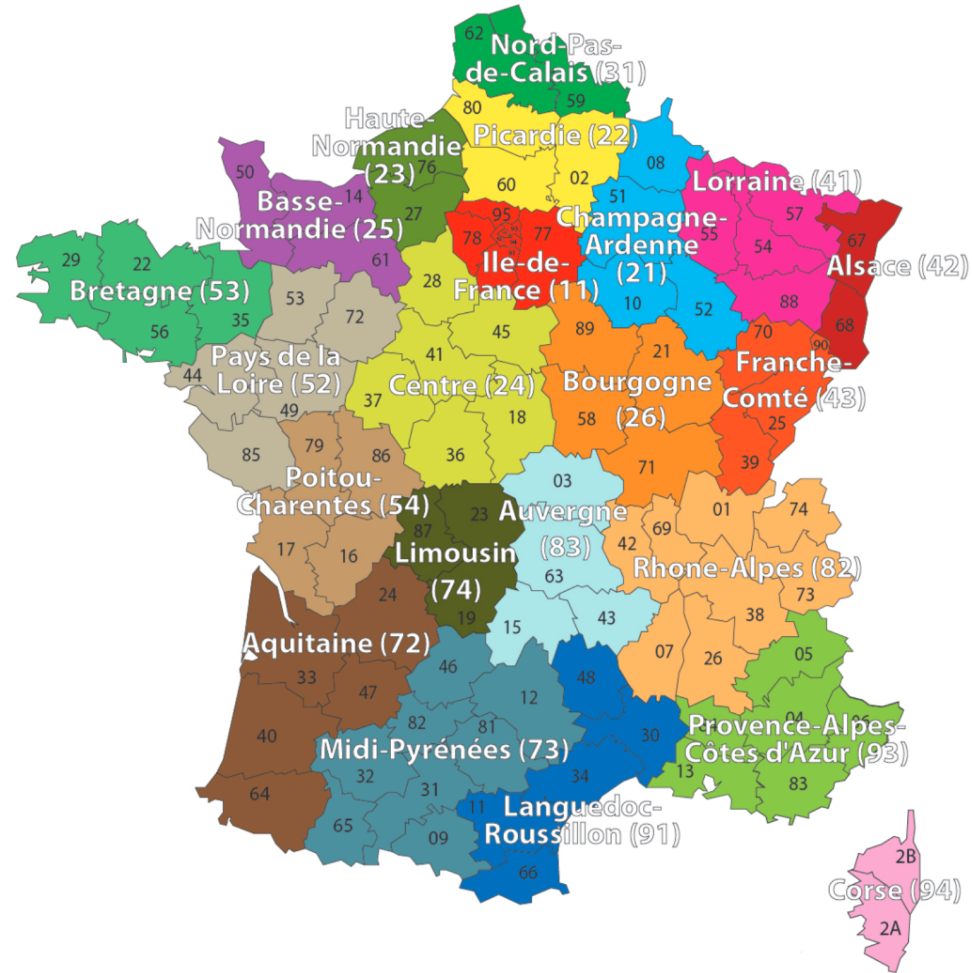 62
Nord-Pas-
de-Calais (31)
59
80
Haute-
Normandie
(23)
76
Picardie (22)
60
02
08
50
14
Basse-
Normandie (25)
61
27
95
78
77
Ile-de-
France (11)
51
Champagne-
Ardenne
(21)
10
52
Lorraine (41)
57
55
54
88
67
Alsace (42)
68
29
22
Bretagne (53)
56
35
53
72
Pays de la
Loire (52)
44
49
85
28
45
41
Centre (24)
37
18
36
89
21
Bourgogne
(26)
58
71
70
90
Franche-
Comté (43)
25
39
79
86
Poitou-
Charentes (54)
17
16
23
87
Limousin
(74)
19
03
Auvergne
(83)
63
15
43
01
74
69
42
Rhone-Alpes (82)
73
38
07
26
24
Aquitaine (72)
33
47
40
64
46
12
82
81
Midi-Pyrénées (73)
32
31
65
09
48
30
34
11
Languedoc-
Roussillon (91)
66
05
04
06
Provence-Alpes-
Côtes d'Azur (93)
13
83
2B
Corse (94)
2A